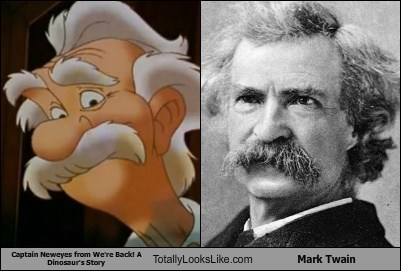 Captain Neweyes from We're Back! A
Dinosaur's Story
TotallyLooksLike.com
Mark Twain